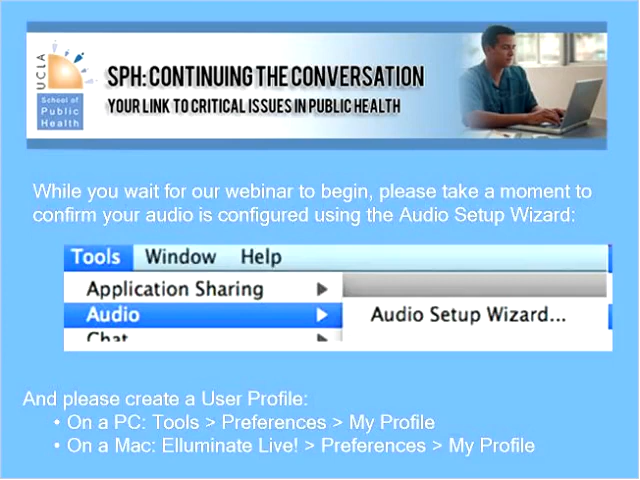 UCLA
School of
Public
Health
SPH: CONTINUING THE CONVERSATION
YOUR LINK TO CRITICAL ISSUES IN PUBLIC HEALTH
While you wait for our webinar to begin, please take a moment to
confirm your audio is configured using the Audio Setup Wizard:
Tools Window Help
Application Sharing
Audio Audio Setup Wizard...
Chat
And please create a User Profile:
• On a PC: Tools > Preferences > My Profile
• On a Mac: Elluminate Live! > Preferences > My Profile